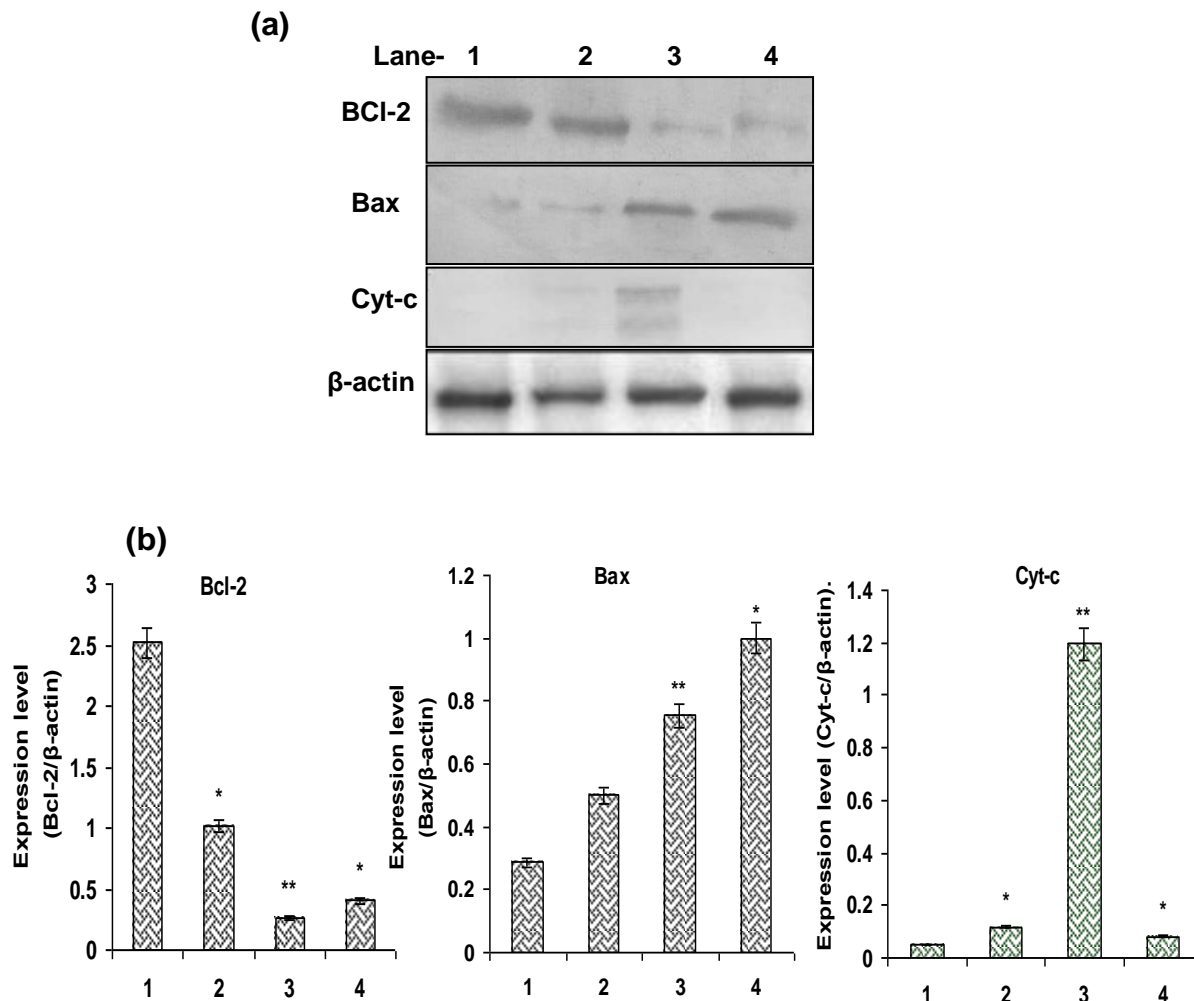 (a)
Lane- 1 2 3 4
BCl-2
Bax
Cyt-c
β-actin
(b)
Bcl-2
Expression level
(Bcl-2/β-actin)
3
2.5
2
1.5
1
0.5
0
*
**
*
1 2 3 4
Bax
Expression level
(Bax/β-actin)
1.2
1
0.8
0.6
0.4
0.2
0
**
*
1 2 3 4
Cyt-c
Expression level (Cyt-c/β-actin).
1.4
1.2
1
0.8
0.6
0.4
0.2
0
*
**
*
1 2 3 4